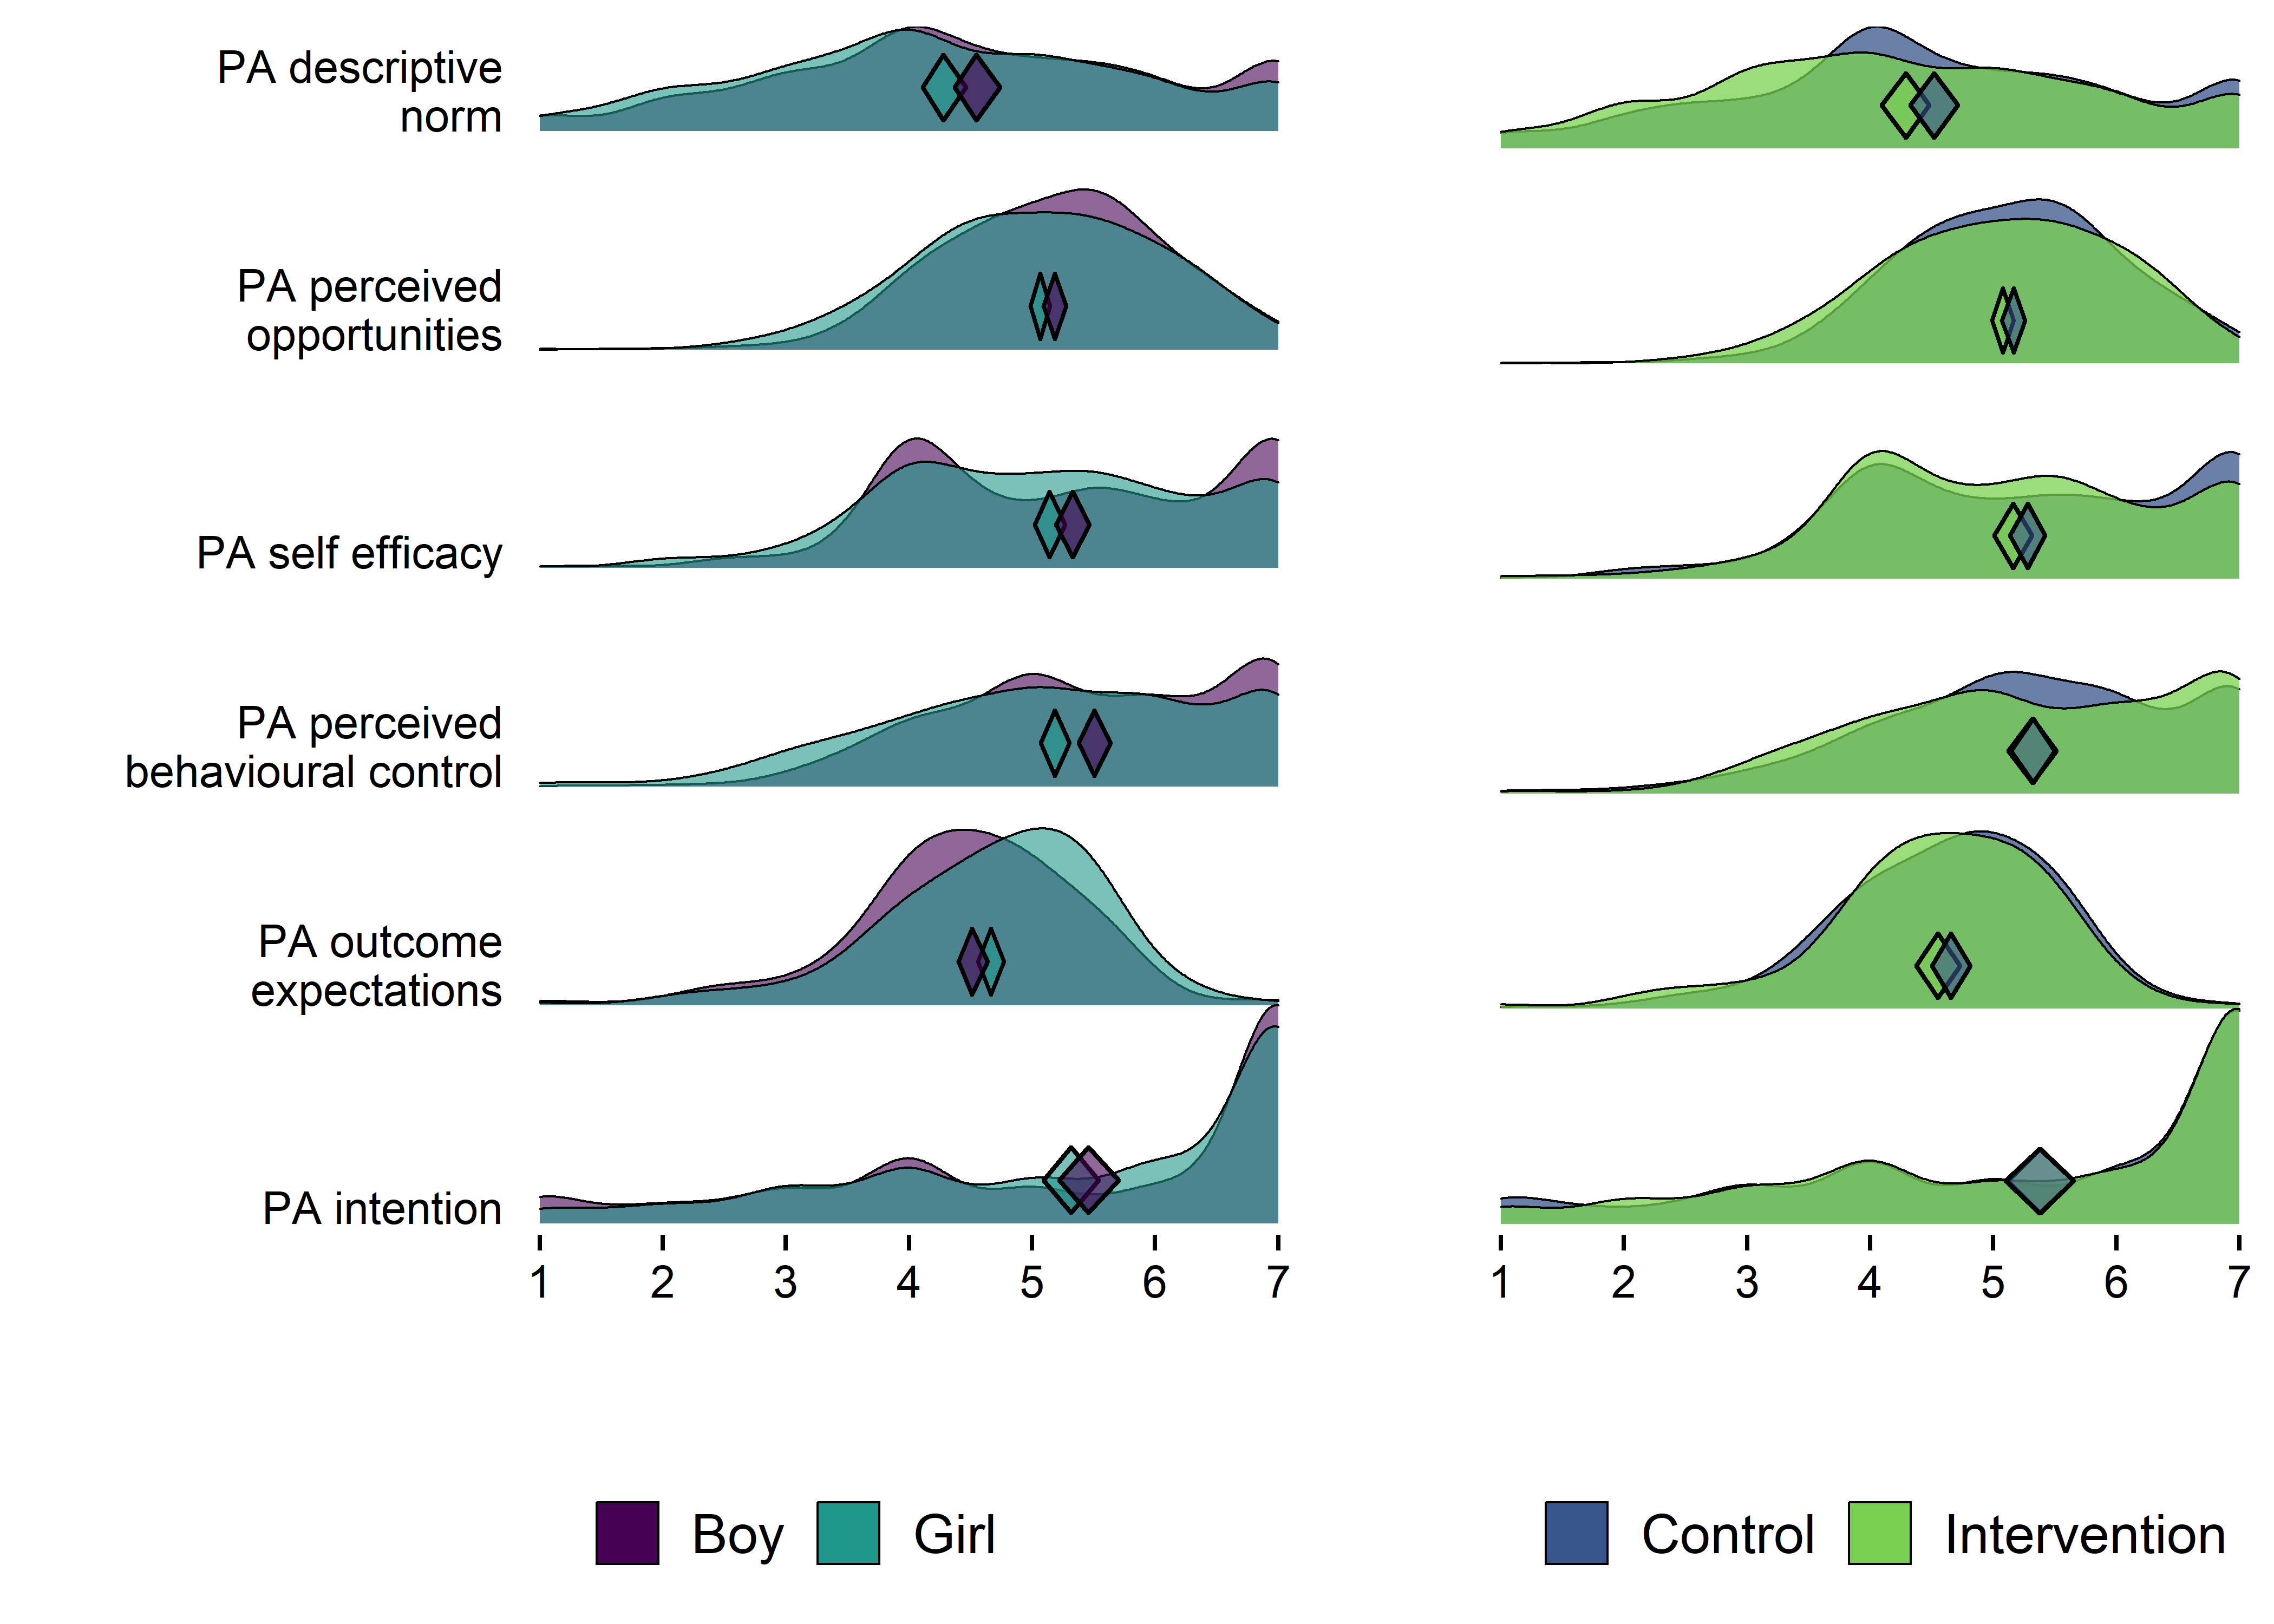 PA descriptive
norm
PA perceived
opportunities
PA self efficacy
PA perceived
behavioural control
PA outcome
expectations
PA intention
1 2 3 4 5 6 7
1 2 3 4 5 6 7
Boy Girl
Control Intervention